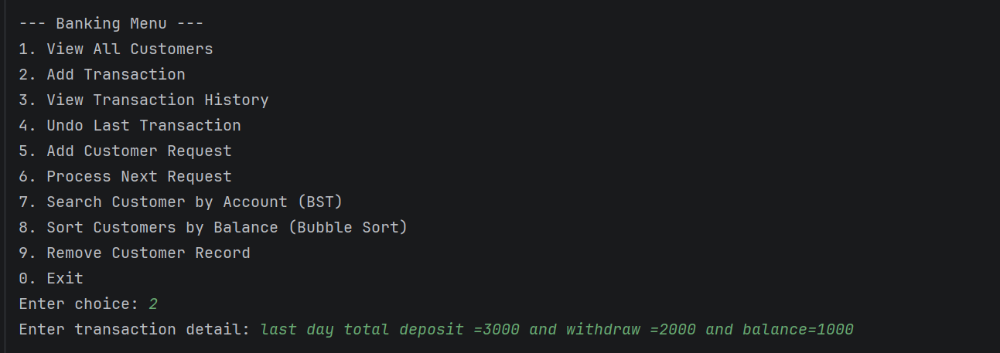 --- Banking Menu ---
1. View All Customers
2. Add Transaction
3. View Transaction History
4. Undo Last Transaction
5. Add Customer Request
6. Process Next Request
7. Search Customer by Account (BST)
8. Sort Customers by Balance (Bubble Sort)
9. Remove Customer Record
0. Exit
Enter choice: 2
Enter transaction detail: last day total deposit =3000 and withdraw =2000 and balance=1000